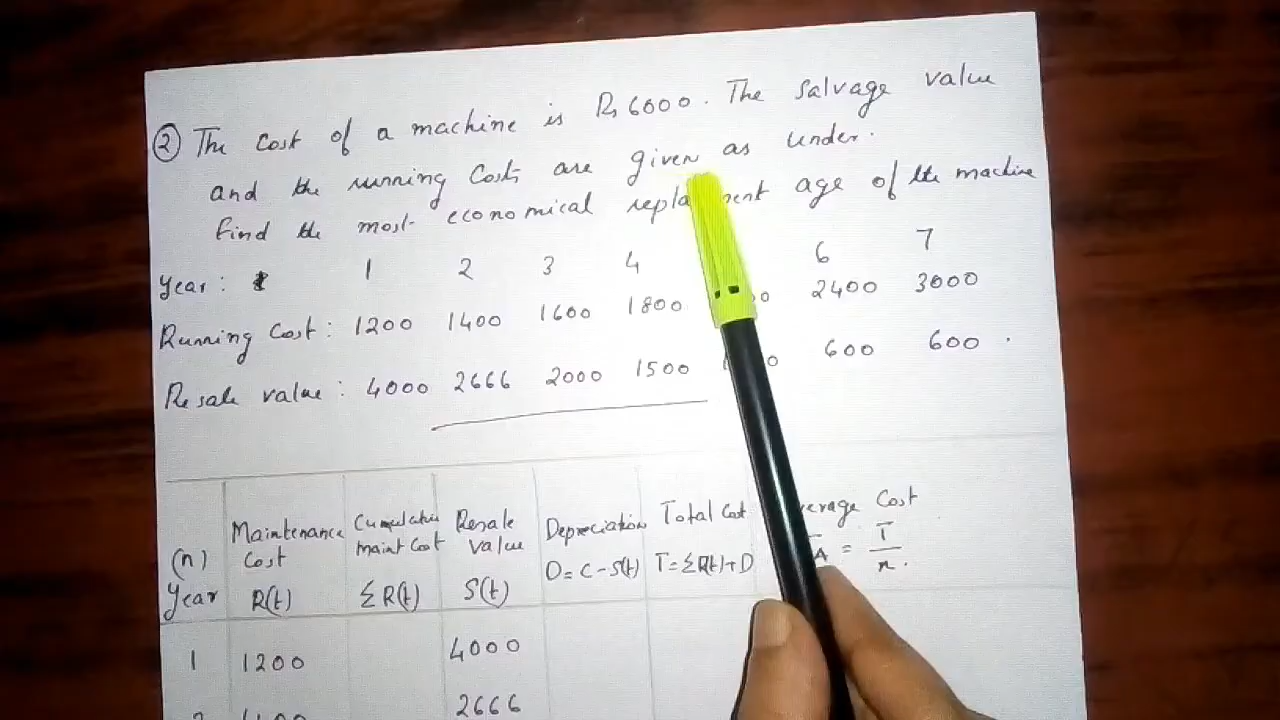 ② The Cost of a machine is Rs 6000. The Salvage value
and the running Costs are given as under.
Find the most economical age of the machine
Year: 1 2 3 4 6 7
Running Cost: 1200 1400 1600 1800 2400 3000
Resale value: 4000 2666 2000 1500 600 600.
(n) Year
Maintenance Cost R(t)
Cumulative maint Cost ΣR(t)
Resale Value S(t)
Depreciation D = C - S(t)
Total Cost T = ΣR(t)+D
Cost A = T/n.
1 1200 4000
2666